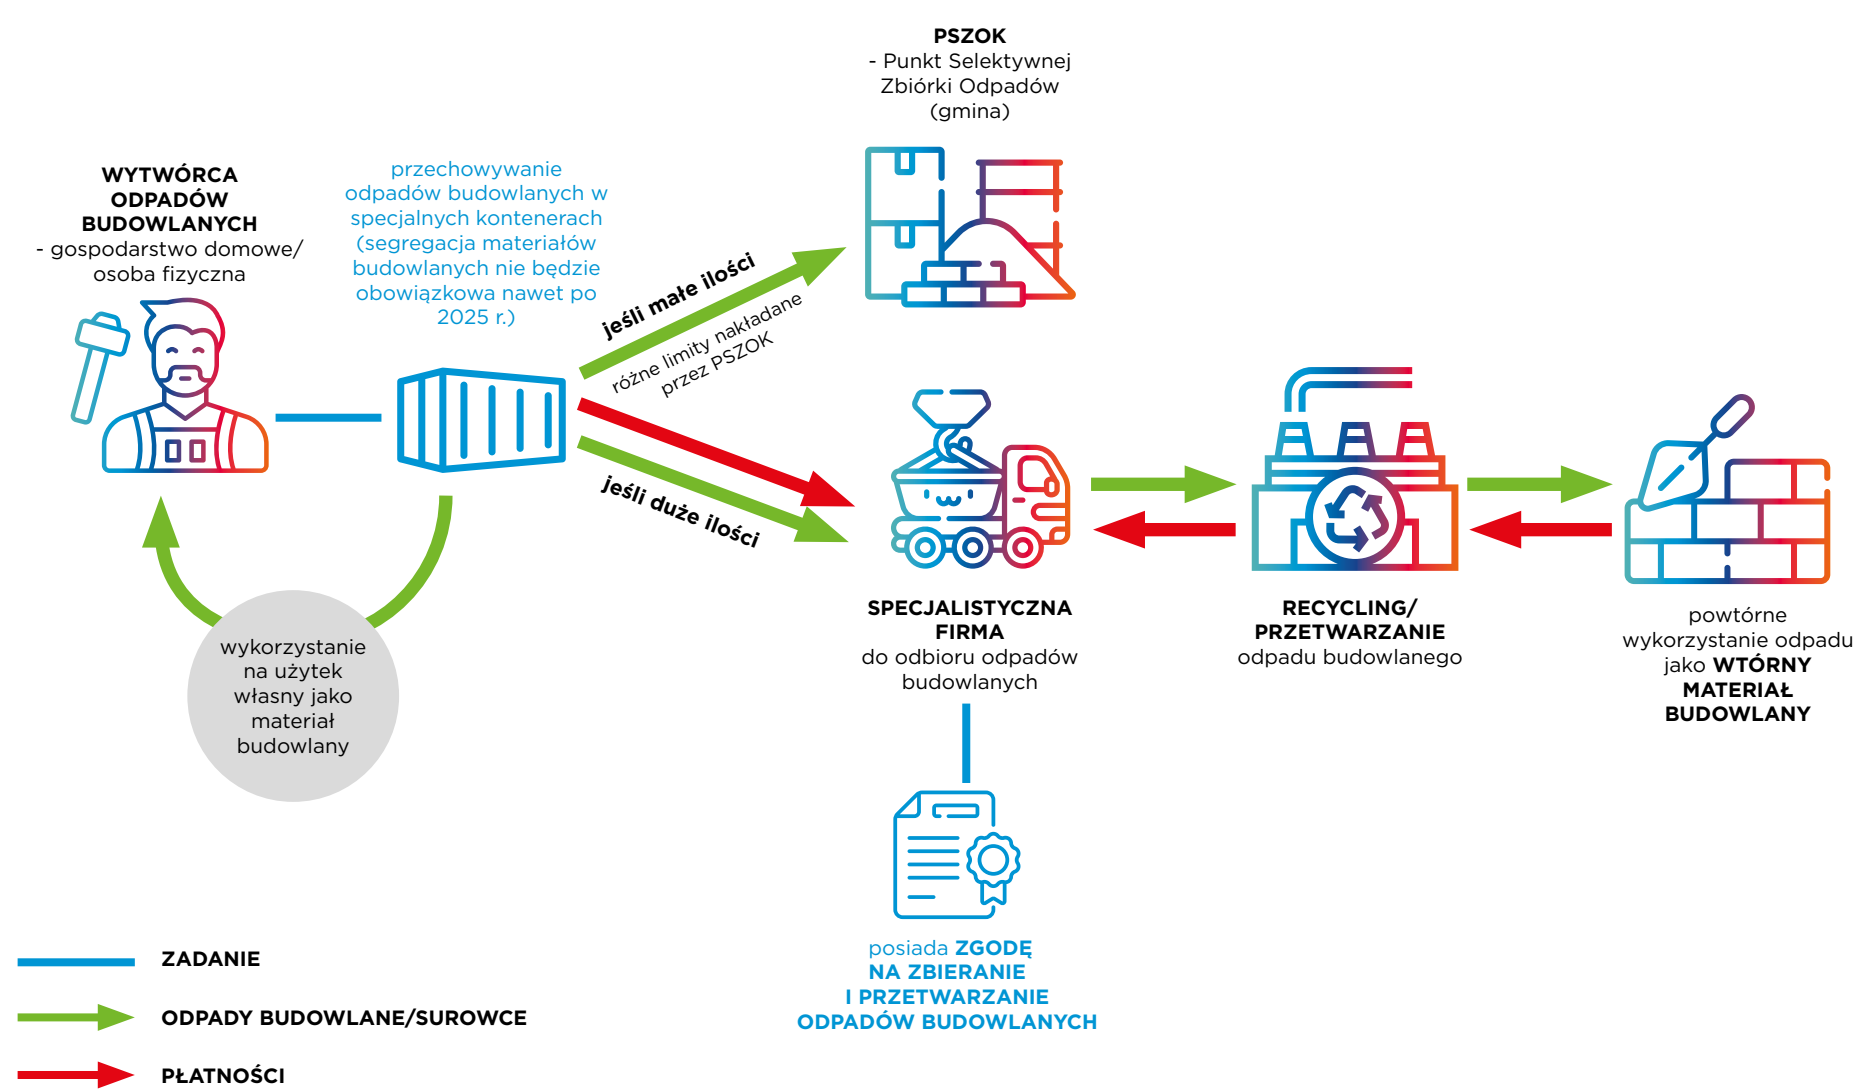 PSZOK
- Punkt Selektywnej
Zbiórki Odpadów
(gmina)
WYTWÓRCA
ODPADÓW
BUDOWLANYCH
- gospodarstwo domowe/
osoba fizyczna
przechowywanie
odpadów budowlanych w
specjalnych kontenerach
(segregacja materiałów
budowlanych nie będzie
obowiązkowa nawet po
2025 r.)
jeśli małe ilości
różne limity nakładane
przez PSZOK
jeśli duże ilości
wykorzystanie
na użytek
własny jako
materiał
budowlany
SPECJALISTYCZNA
FIRMA
do odbioru odpadów
budowlanych
RECYCLING/
PRZETWARZANIE
odpadu budowlanego
powtórne
wykorzystanie odpadu
jako WTÓRNY
MATERIAŁ
BUDOWLANY
posiada ZGODĘ
NA ZBIERANIE
I PRZETWARZANIE
ODPADÓW BUDOWLANYCH
ZADANIE
ODPADY BUDOWLANE/SUROWCE
PŁATNOŚCI